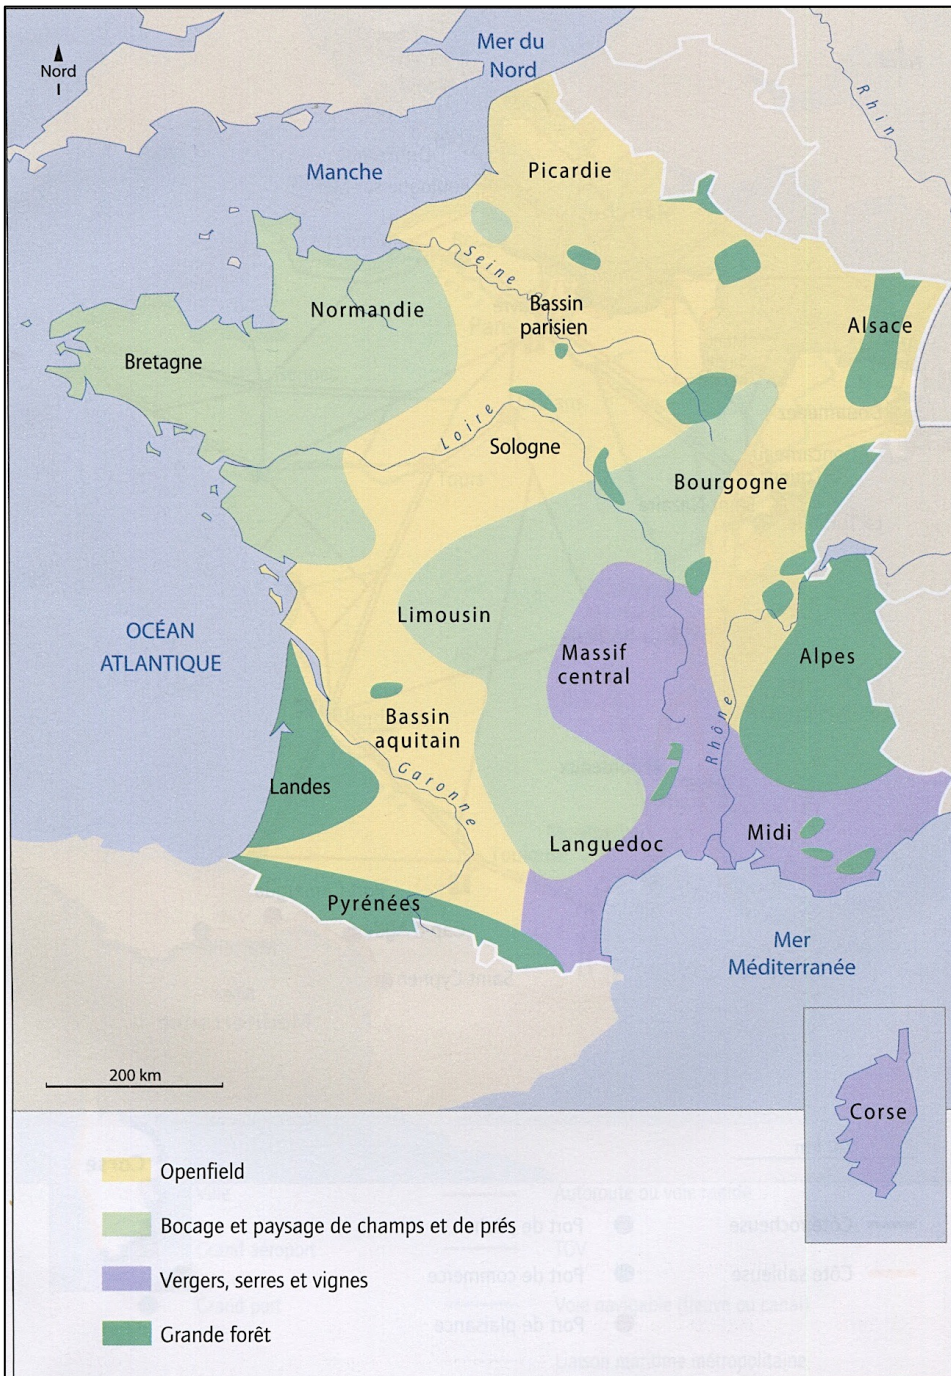 Nord
Mer du
Nord
Rhin
Manche
Picardie
Seine
Normandie
Bassin
parisien
Alsace
Bretagne
Loire
Sologne
Bourgogne
Limousin
OCÉAN
ATLANTIQUE
Massif
central
Alpes
Bassin
aquitain
Rhône
Garonne
Landes
Languedoc
Midi
Pyrénées
Mer
Méditerranée
200 km
Corse
Openfield
Bocage et paysage de champs et de prés
Vergers, serres et vignes
Grande forêt